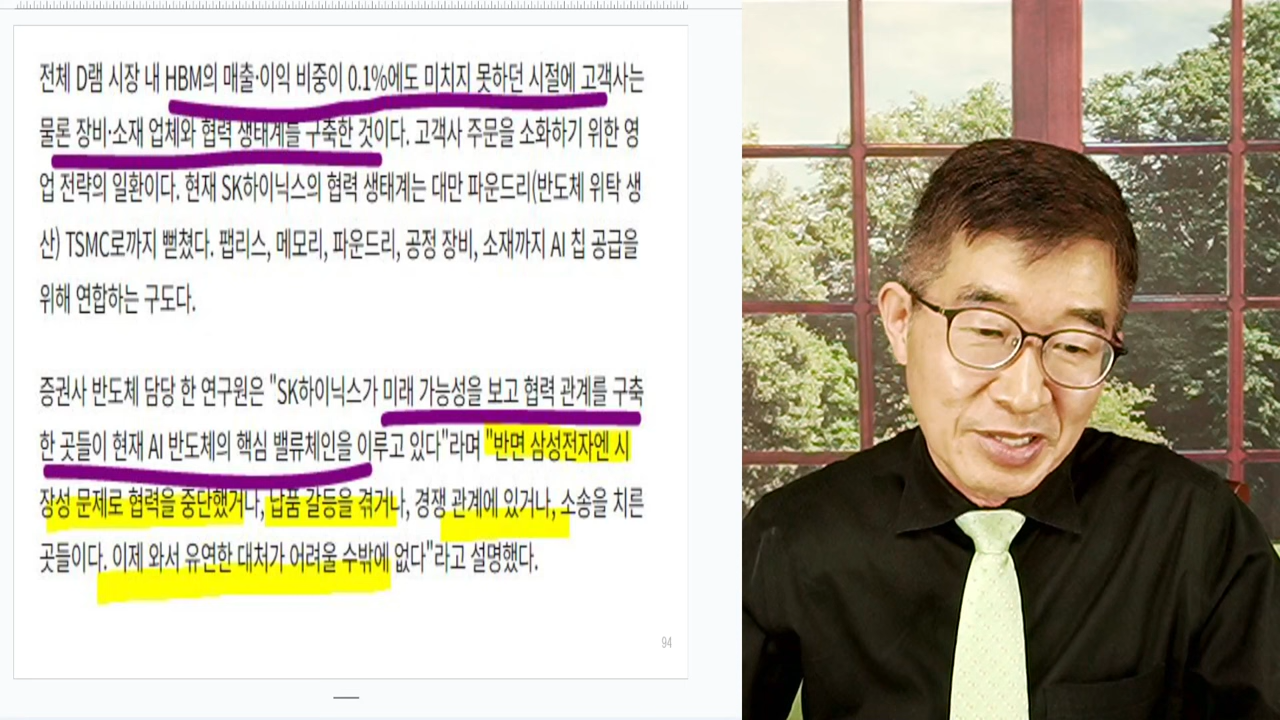 전체 D램 시장 내 HBM의 매출·이익 비중이 0.1%에도 미치지 못하던 시절에 고객사는
물론 장비·소재 업체와 협력 생태계를 구축한 것이다. 고객사 주문을 소화하기 위한 영
업 전략의 일환이다. 현재 SK하이닉스의 협력 생태계는 대만 파운드리(반도체 위탁 생
산) TSMC로까지 뻗쳤다. 팹리스, 메모리, 파운드리, 공정 장비, 소재까지 AI 칩 공급을
위해 연합하는 구도다.
증권사 반도체 담당 한 연구원은 "SK하이닉스가 미래 가능성을 보고 협력 관계를 구축
한 곳들이 현재 AI 반도체의 핵심 밸류체인을 이루고 있다"라며 "반면 삼성전자엔 시
장성 문제로 협력을 중단했거나, 납품 갈등을 겪거나, 경쟁 관계에 있거나, 소송을 치른
곳들이다. 이제 와서 유연한 대처가 어려울 수밖에 없다"라고 설명했다.
94